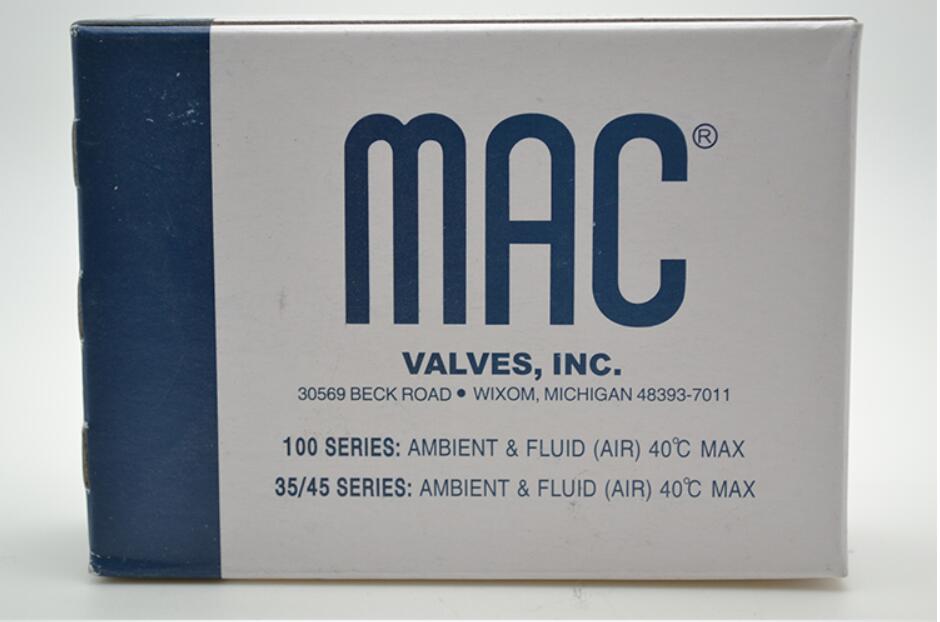 MAC®
VALVES, INC.
30569 BECK ROAD • WIXOM, MICHIGAN 48393-7011
100 SERIES: AMBIENT & FLUID (AIR) 40°C MAX
35/45 SERIES: AMBIENT & FLUID (AIR) 40°C MAX